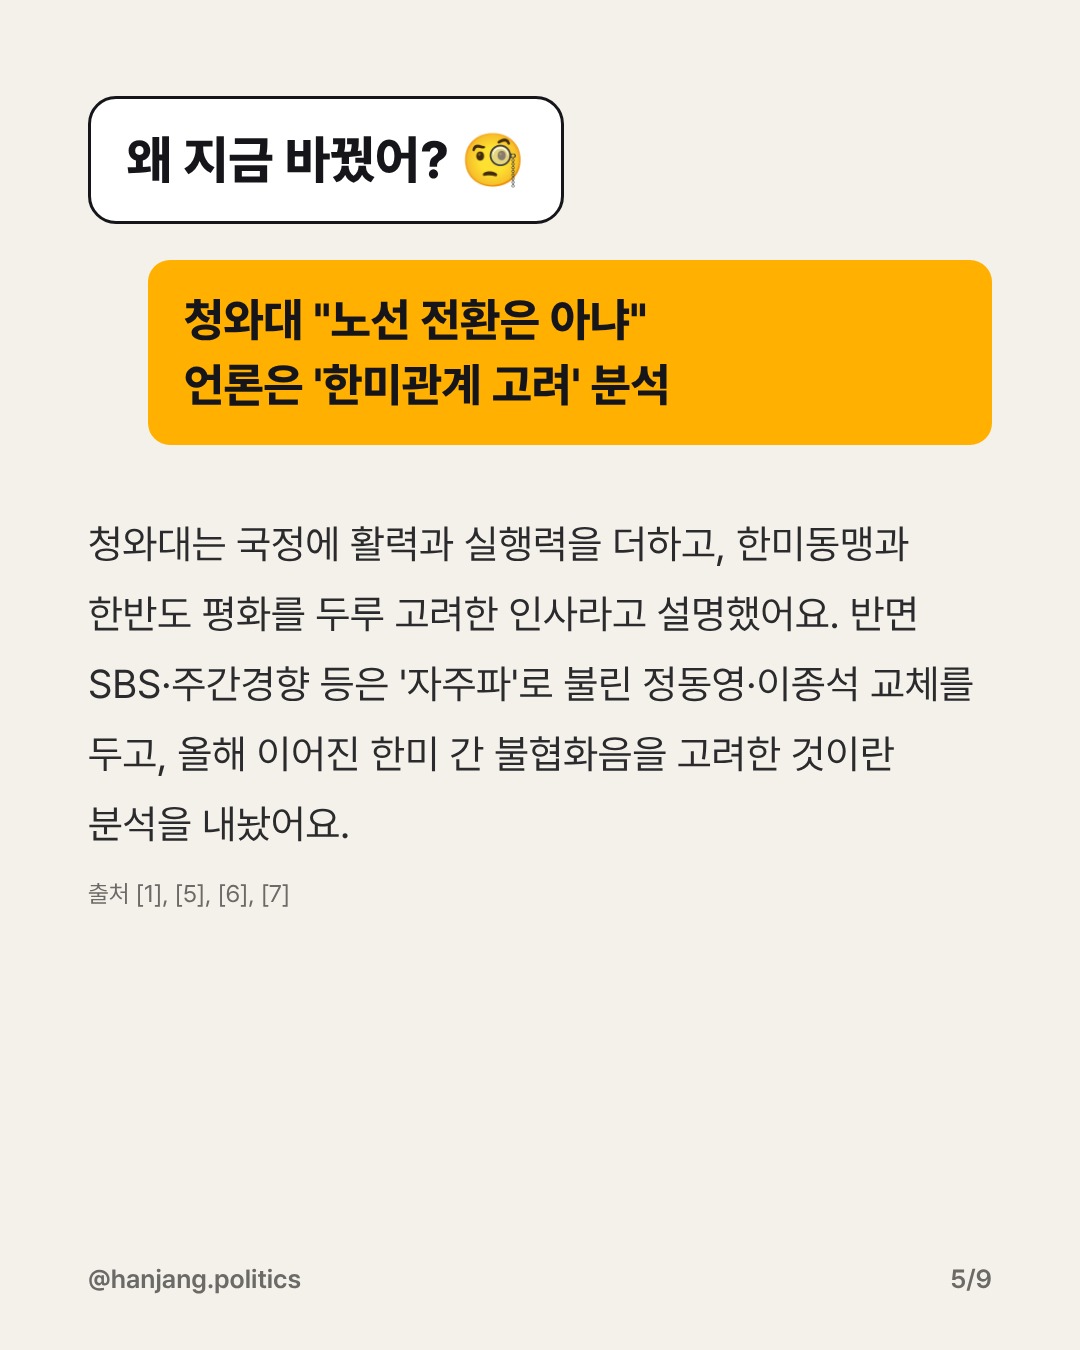 왜 지금 바꿨어? 🧐
청와대 "노선 전환은 아냐"
언론은 '한미관계 고려' 분석
청와대는 국정에 활력과 실행력을 더하고, 한미동맹과
한반도 평화를 두루 고려한 인사라고 설명했어요. 반면
SBS·주간경향 등은 '자주파'로 불린 정동영·이종석 교체를
두고, 올해 이어진 한미 간 불협화음을 고려한 것이란
분석을 내놨어요.
출처 [1], [5], [6], [7]
@hanjang.politics
5/9